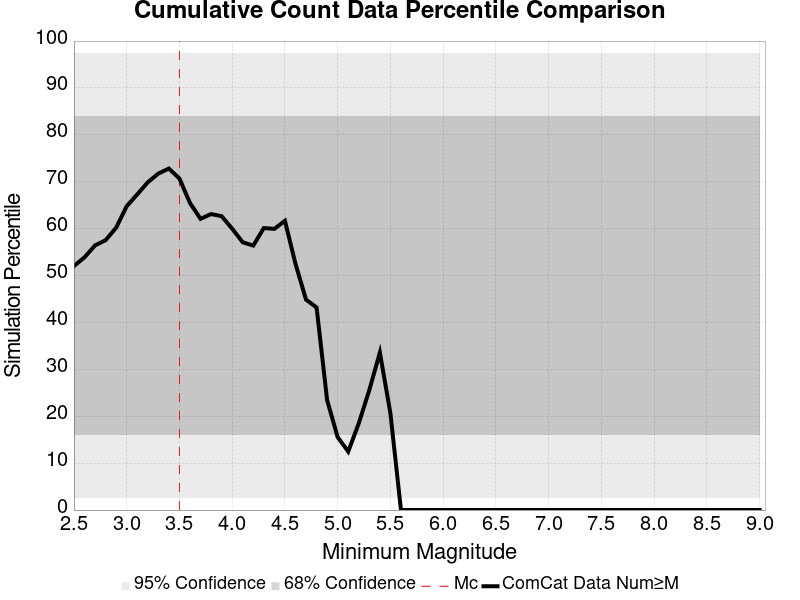 Cumulative Count Data Percentile Comparison
100
90
80
70
60
50
40
30
20
10
0
Simulation Percentile
2.5 3.0 3.5 4.0 4.5 5.0 5.5 6.0 6.5 7.0 7.5 8.0 8.5 9.0
Minimum Magnitude
95% Confidence 68% Confidence Mc ComCat Data Num≥M